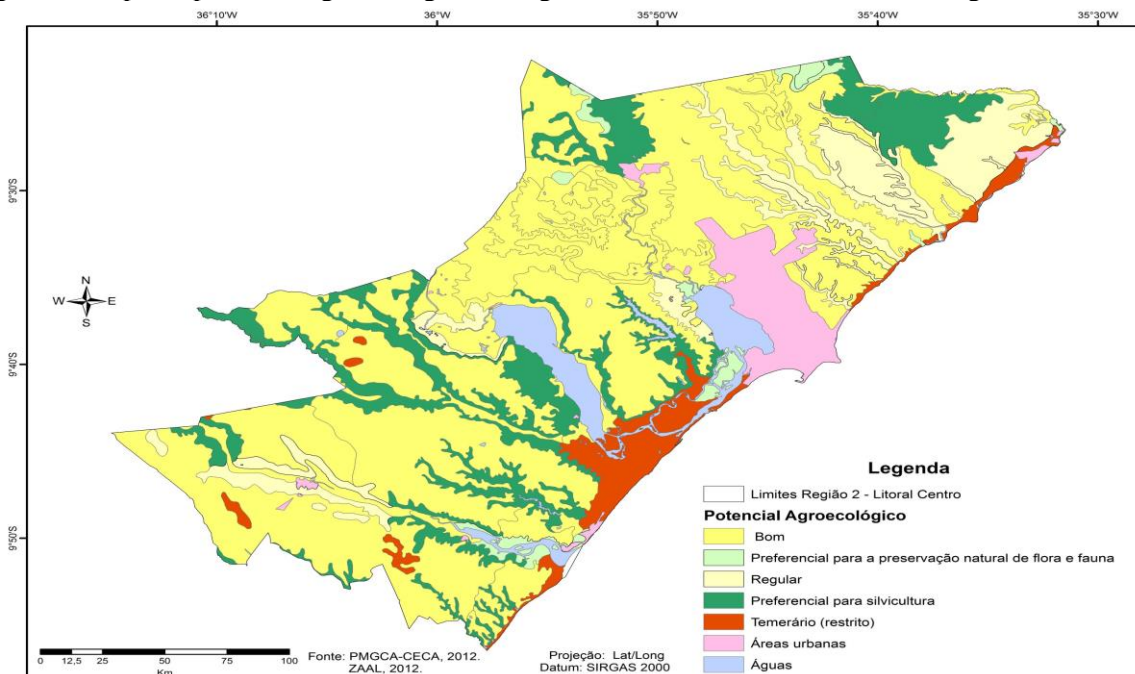 36°10'W 36°W 35°50'W 35°40'W 35°30'W
9°30'S
9°40'S
9°50'S
N
W E
S
Legenda
Limites Região 2 - Litoral Centro
Potencial Agroecológico
Bom
Preferencial para a preservação natural de flora e fauna
Regular
Preferencial para silvicultura
Temerário (restrito)
Áreas urbanas
Águas
0 12,5 25 50 75 100
Km
Fonte: PMGCA-CECA, 2012.
ZAAL, 2012.
Projeção: Lat/Long
Datum: SIRGAS 2000